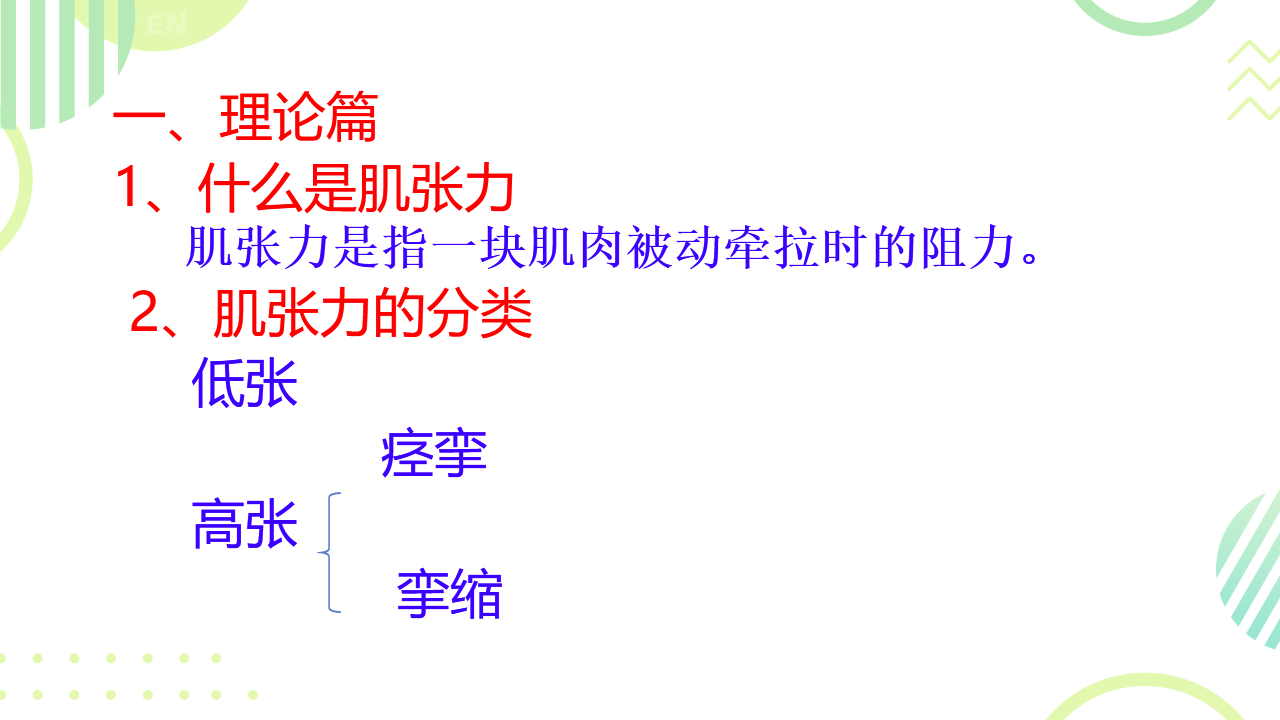 EN
一、理论篇
1、什么是肌张力
肌张力是指一块肌肉被动牵拉时的阻力。
2、肌张力的分类
低张
痉挛
高张
挛缩